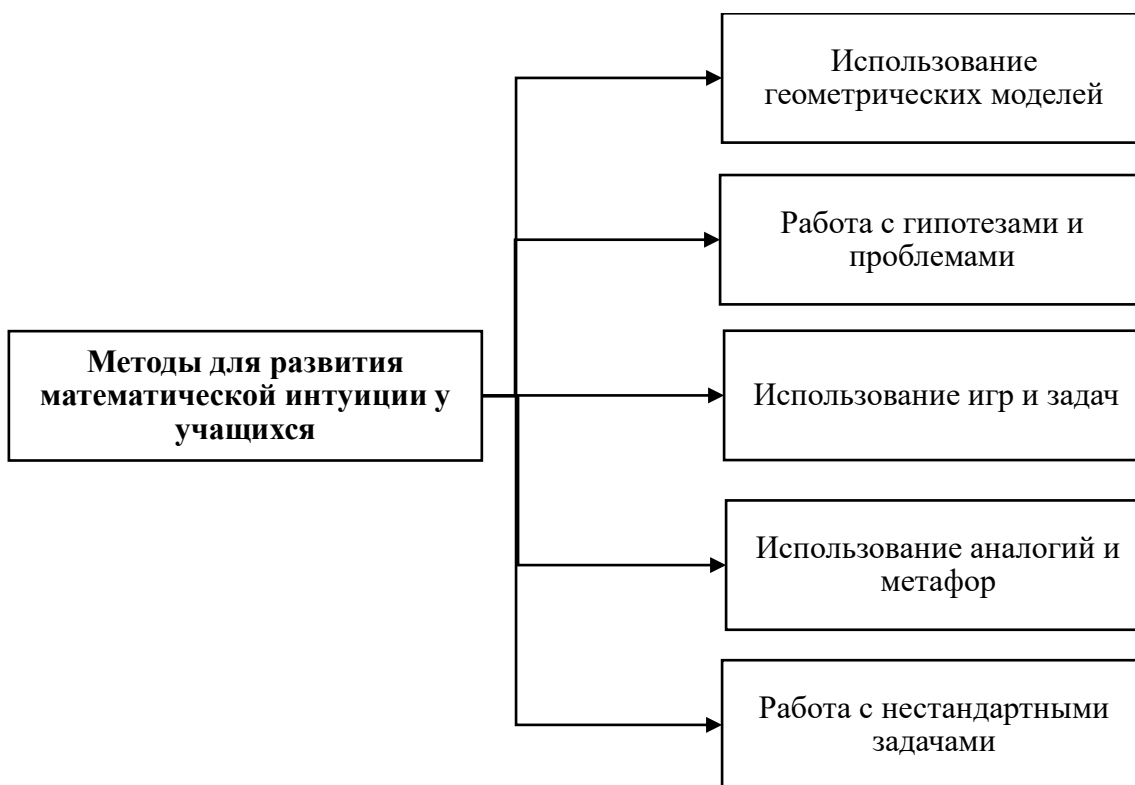 Использование
геометрических моделей
Работа с гипотезами и
проблемами
Методы для развития
математической интуиции у
учащихся
Использование игр и задач
Использование аналогий и
метафор
Работа с нестандартными
задачами